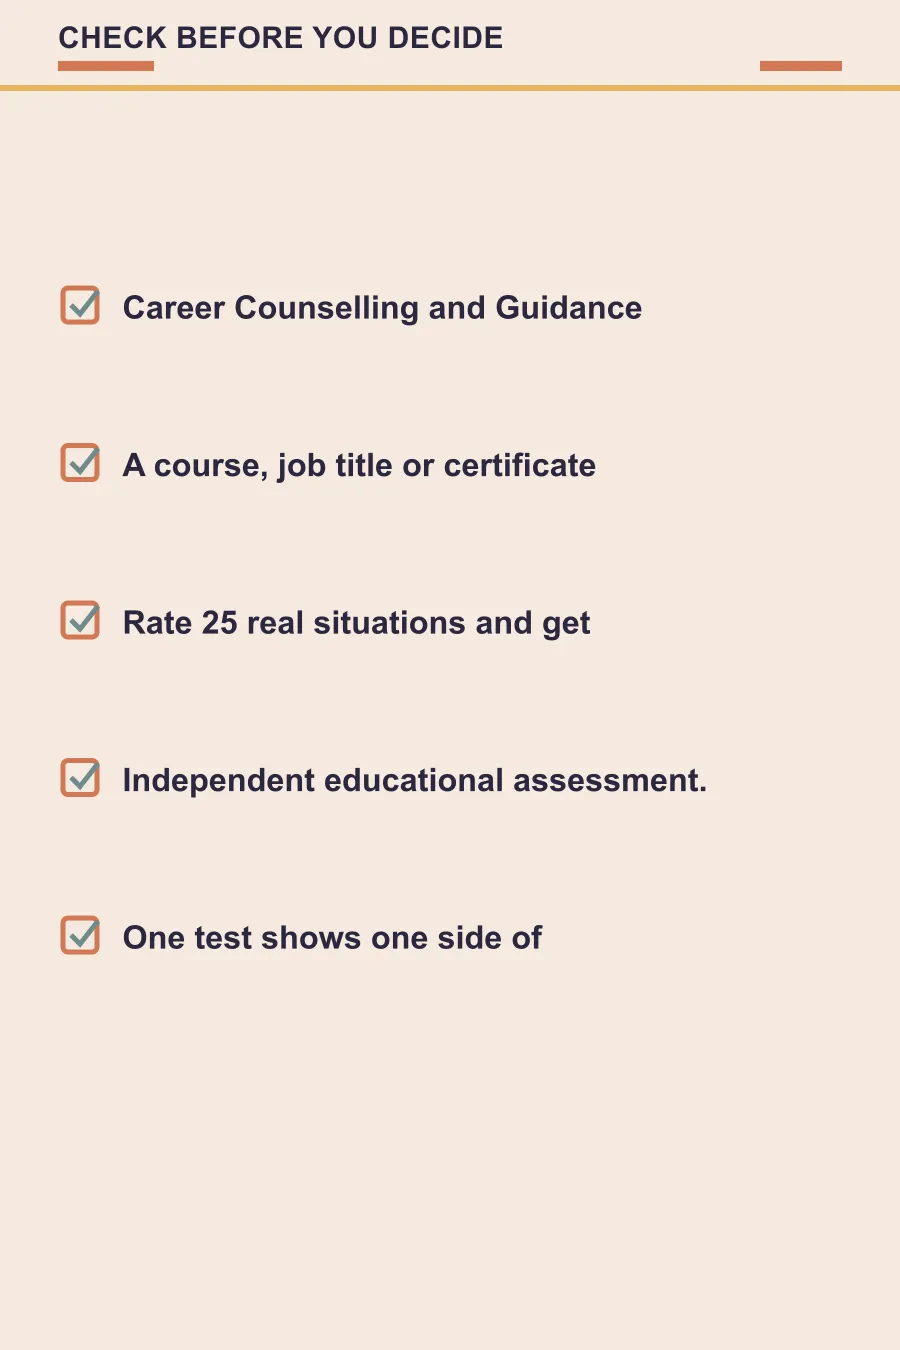 CHECK BEFORE YOU DECIDE
Career Counselling and Guidance
A course, job title or certificate
Rate 25 real situations and get
Independent educational assessment.
One test shows one side of